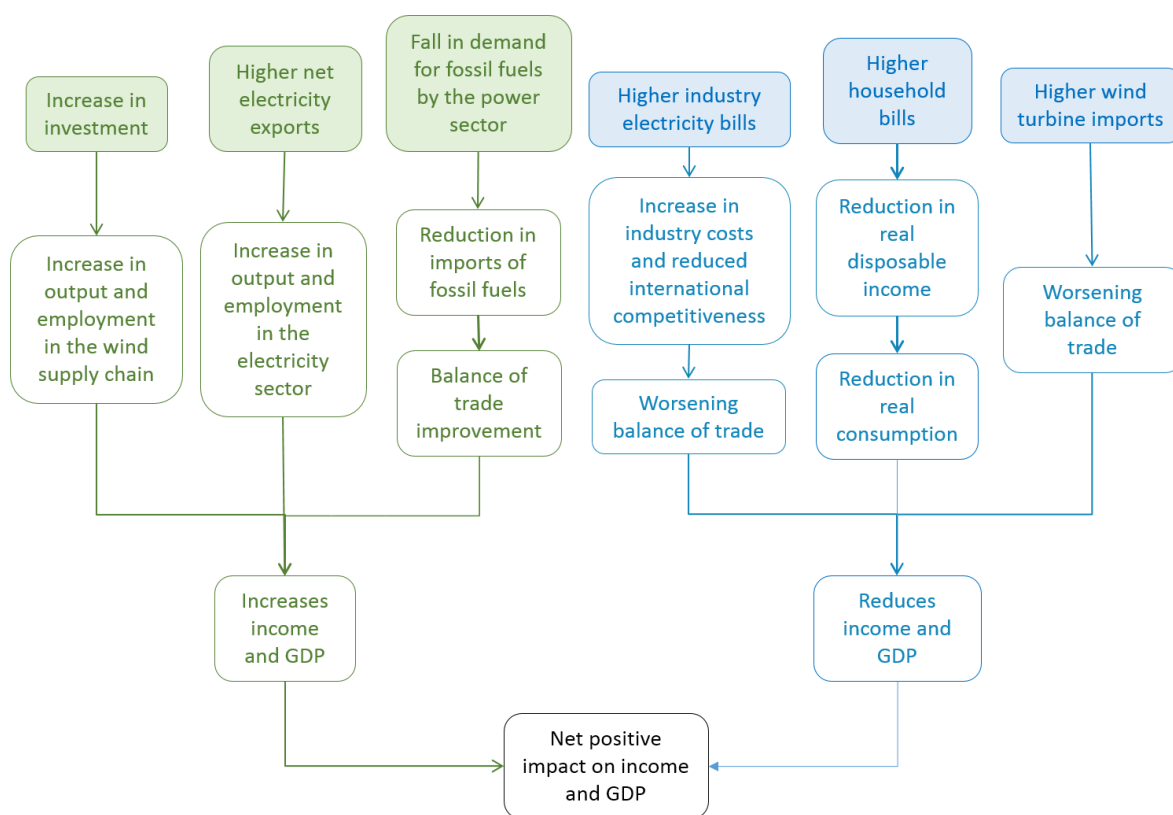 Increase in
investment
Higher net
electricity
exports
Fall in demand
for fossil fuels
by the power
sector
Higher industry
electricity bills
Higher
household
bills
Higher wind
turbine imports
Increase in
output and
employment
in the wind
supply chain
Increase in
output and
employment
in the
electricity
sector
Reduction in
imports of
fossil fuels
Balance of
trade
improvement
Increase in
industry costs
and reduced
international
competitiveness
Worsening
balance of trade
Reduction in
real
disposable
income
Reduction in
real
consumption
Worsening
balance of
trade
Increases
income
and GDP
Reduces
income and
GDP
Net positive
impact on income
and GDP